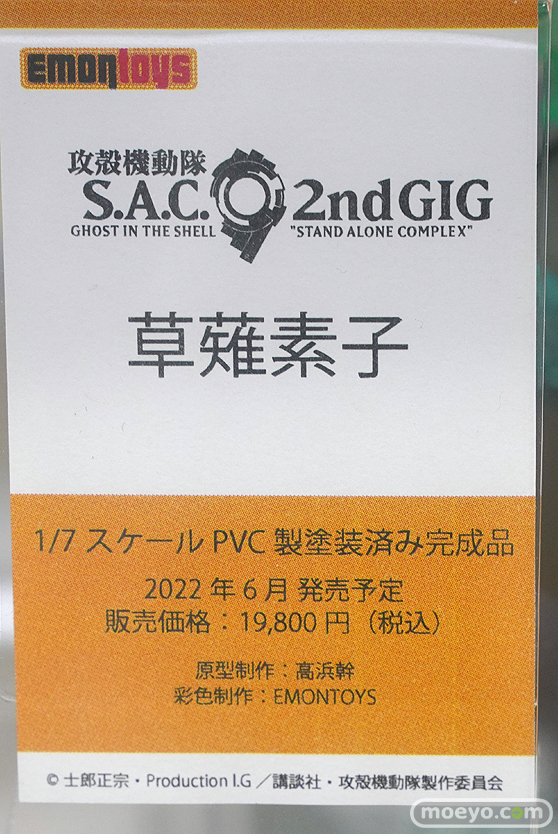 Emontoys
攻殻機動隊
S.A.C. 2nd GIG
GHOST IN THE SHELL "STAND ALONE COMPLEX"
草薙素子
1/7 スケール PVC 製塗装済み完成品
2022 年 6 月 発売予定
販売価格：19,800 円（税込）
原型制作：高浜幹
彩色制作：EMONTOYS
© 士郎正宗・Production I.G／講談社・攻殻機動隊製作委員会
moeyo.com